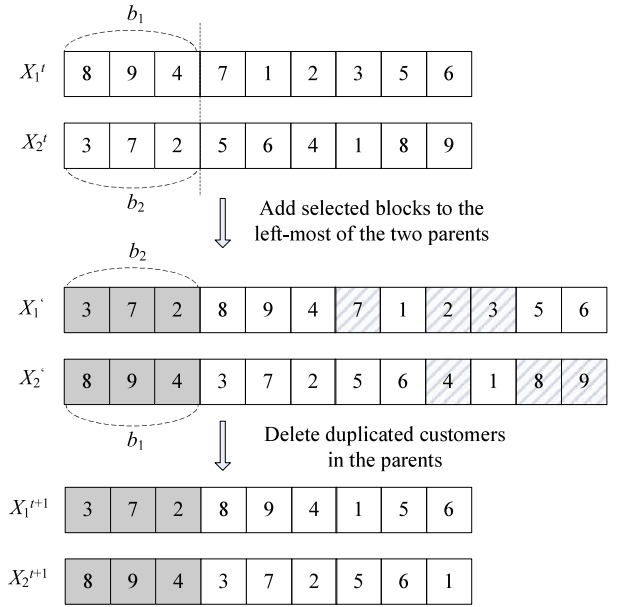 b1
X1t 8 9 4 7 1 2 3 5 6
X2t 3 7 2 5 6 4 1 8 9
b2
Add selected blocks to the
left-most of the two parents
b2
X1‘ 3 7 2 8 9 4 7 1 2 3 5 6
X2‘ 8 9 4 3 7 2 5 6 4 1 8 9
b1
Delete duplicated customers
in the parents
X1t+1 3 7 2 8 9 4 1 5 6
X2t+1 8 9 4 3 7 2 5 6 1